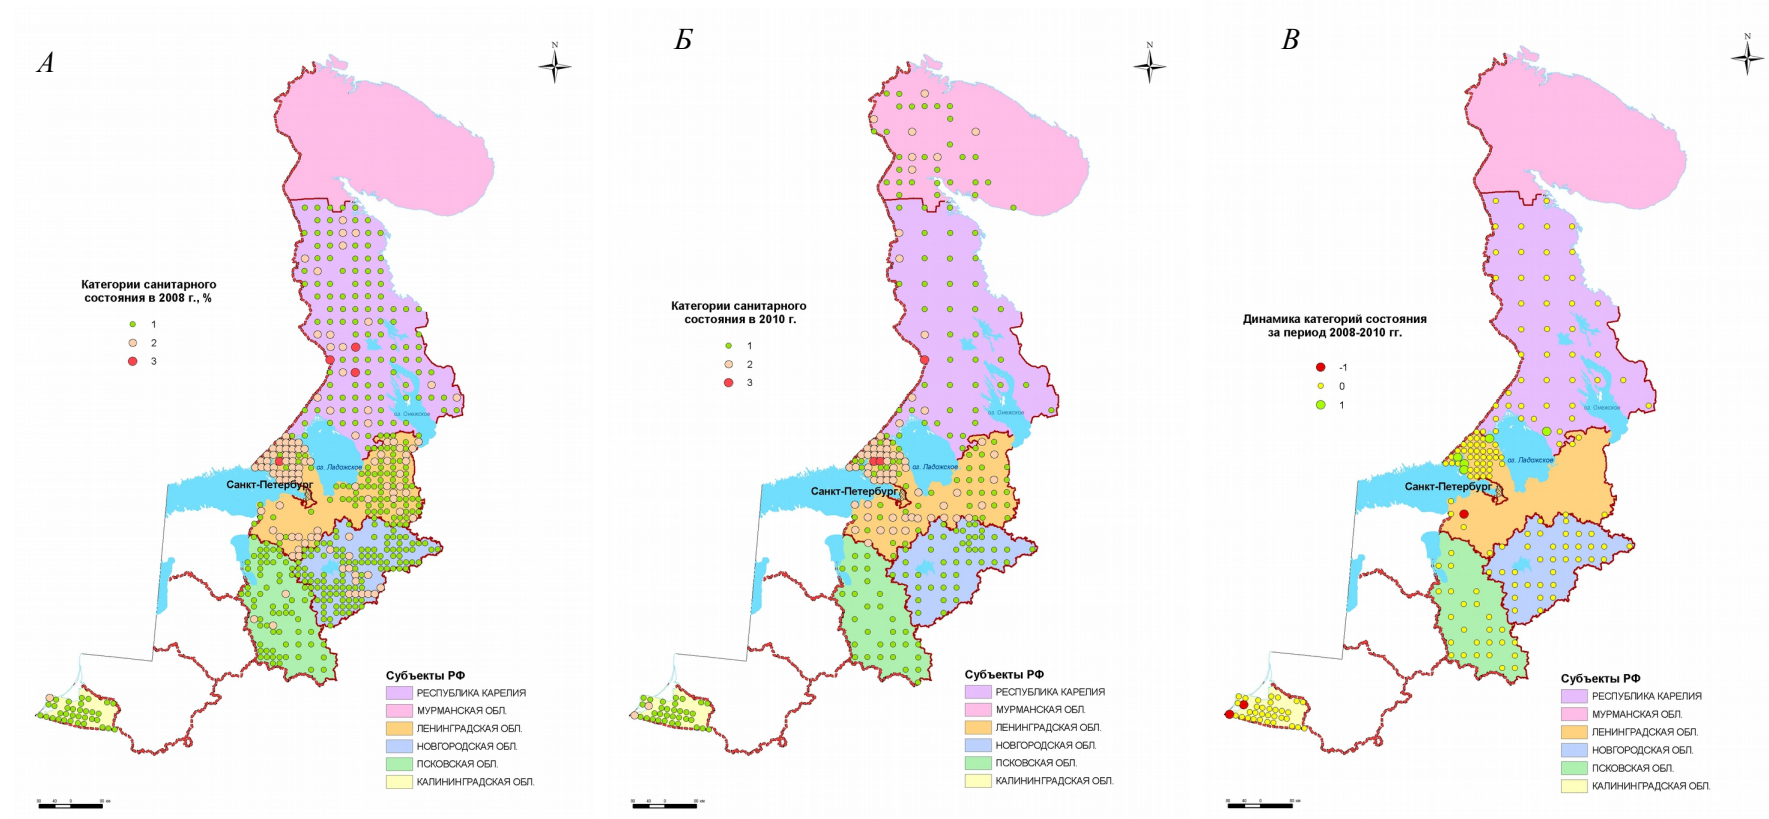 А
N
Категории санитарного
состояния в 2008 г., %
1
2
3
оз. Онежское
оз. Ладожское
Санкт-Петербург
Субъекты РФ
РЕСПУБЛИКА КАРЕЛИЯ
МУРМАНСКАЯ ОБЛ.
ЛЕНИНГРАДСКАЯ ОБЛ.
НОВГОРОДСКАЯ ОБЛ.
ПСКОВСКАЯ ОБЛ.
КАЛИНИНГРАДСКАЯ ОБЛ.
Б
N
Категории санитарного
состояния в 2010 г.
1
2
3
оз. Онежское
оз. Ладожское
Санкт-Петербург
Субъекты РФ
РЕСПУБЛИКА КАРЕЛИЯ
МУРМАНСКАЯ ОБЛ.
ЛЕНИНГРАДСКАЯ ОБЛ.
НОВГОРОДСКАЯ ОБЛ.
ПСКОВСКАЯ ОБЛ.
КАЛИНИНГРАДСКАЯ ОБЛ.
В
N
Динамика категорий состояния
за период 2008-2010 гг.
-1
0
1
оз. Онежское
оз. Ладожское
Санкт-Петербург
Субъекты РФ
РЕСПУБЛИКА КАРЕЛИЯ
МУРМАНСКАЯ ОБЛ.
ЛЕНИНГРАДСКАЯ ОБЛ.
НОВГОРОДСКАЯ ОБЛ.
ПСКОВСКАЯ ОБЛ.
КАЛИНИНГРАДСКАЯ ОБЛ.